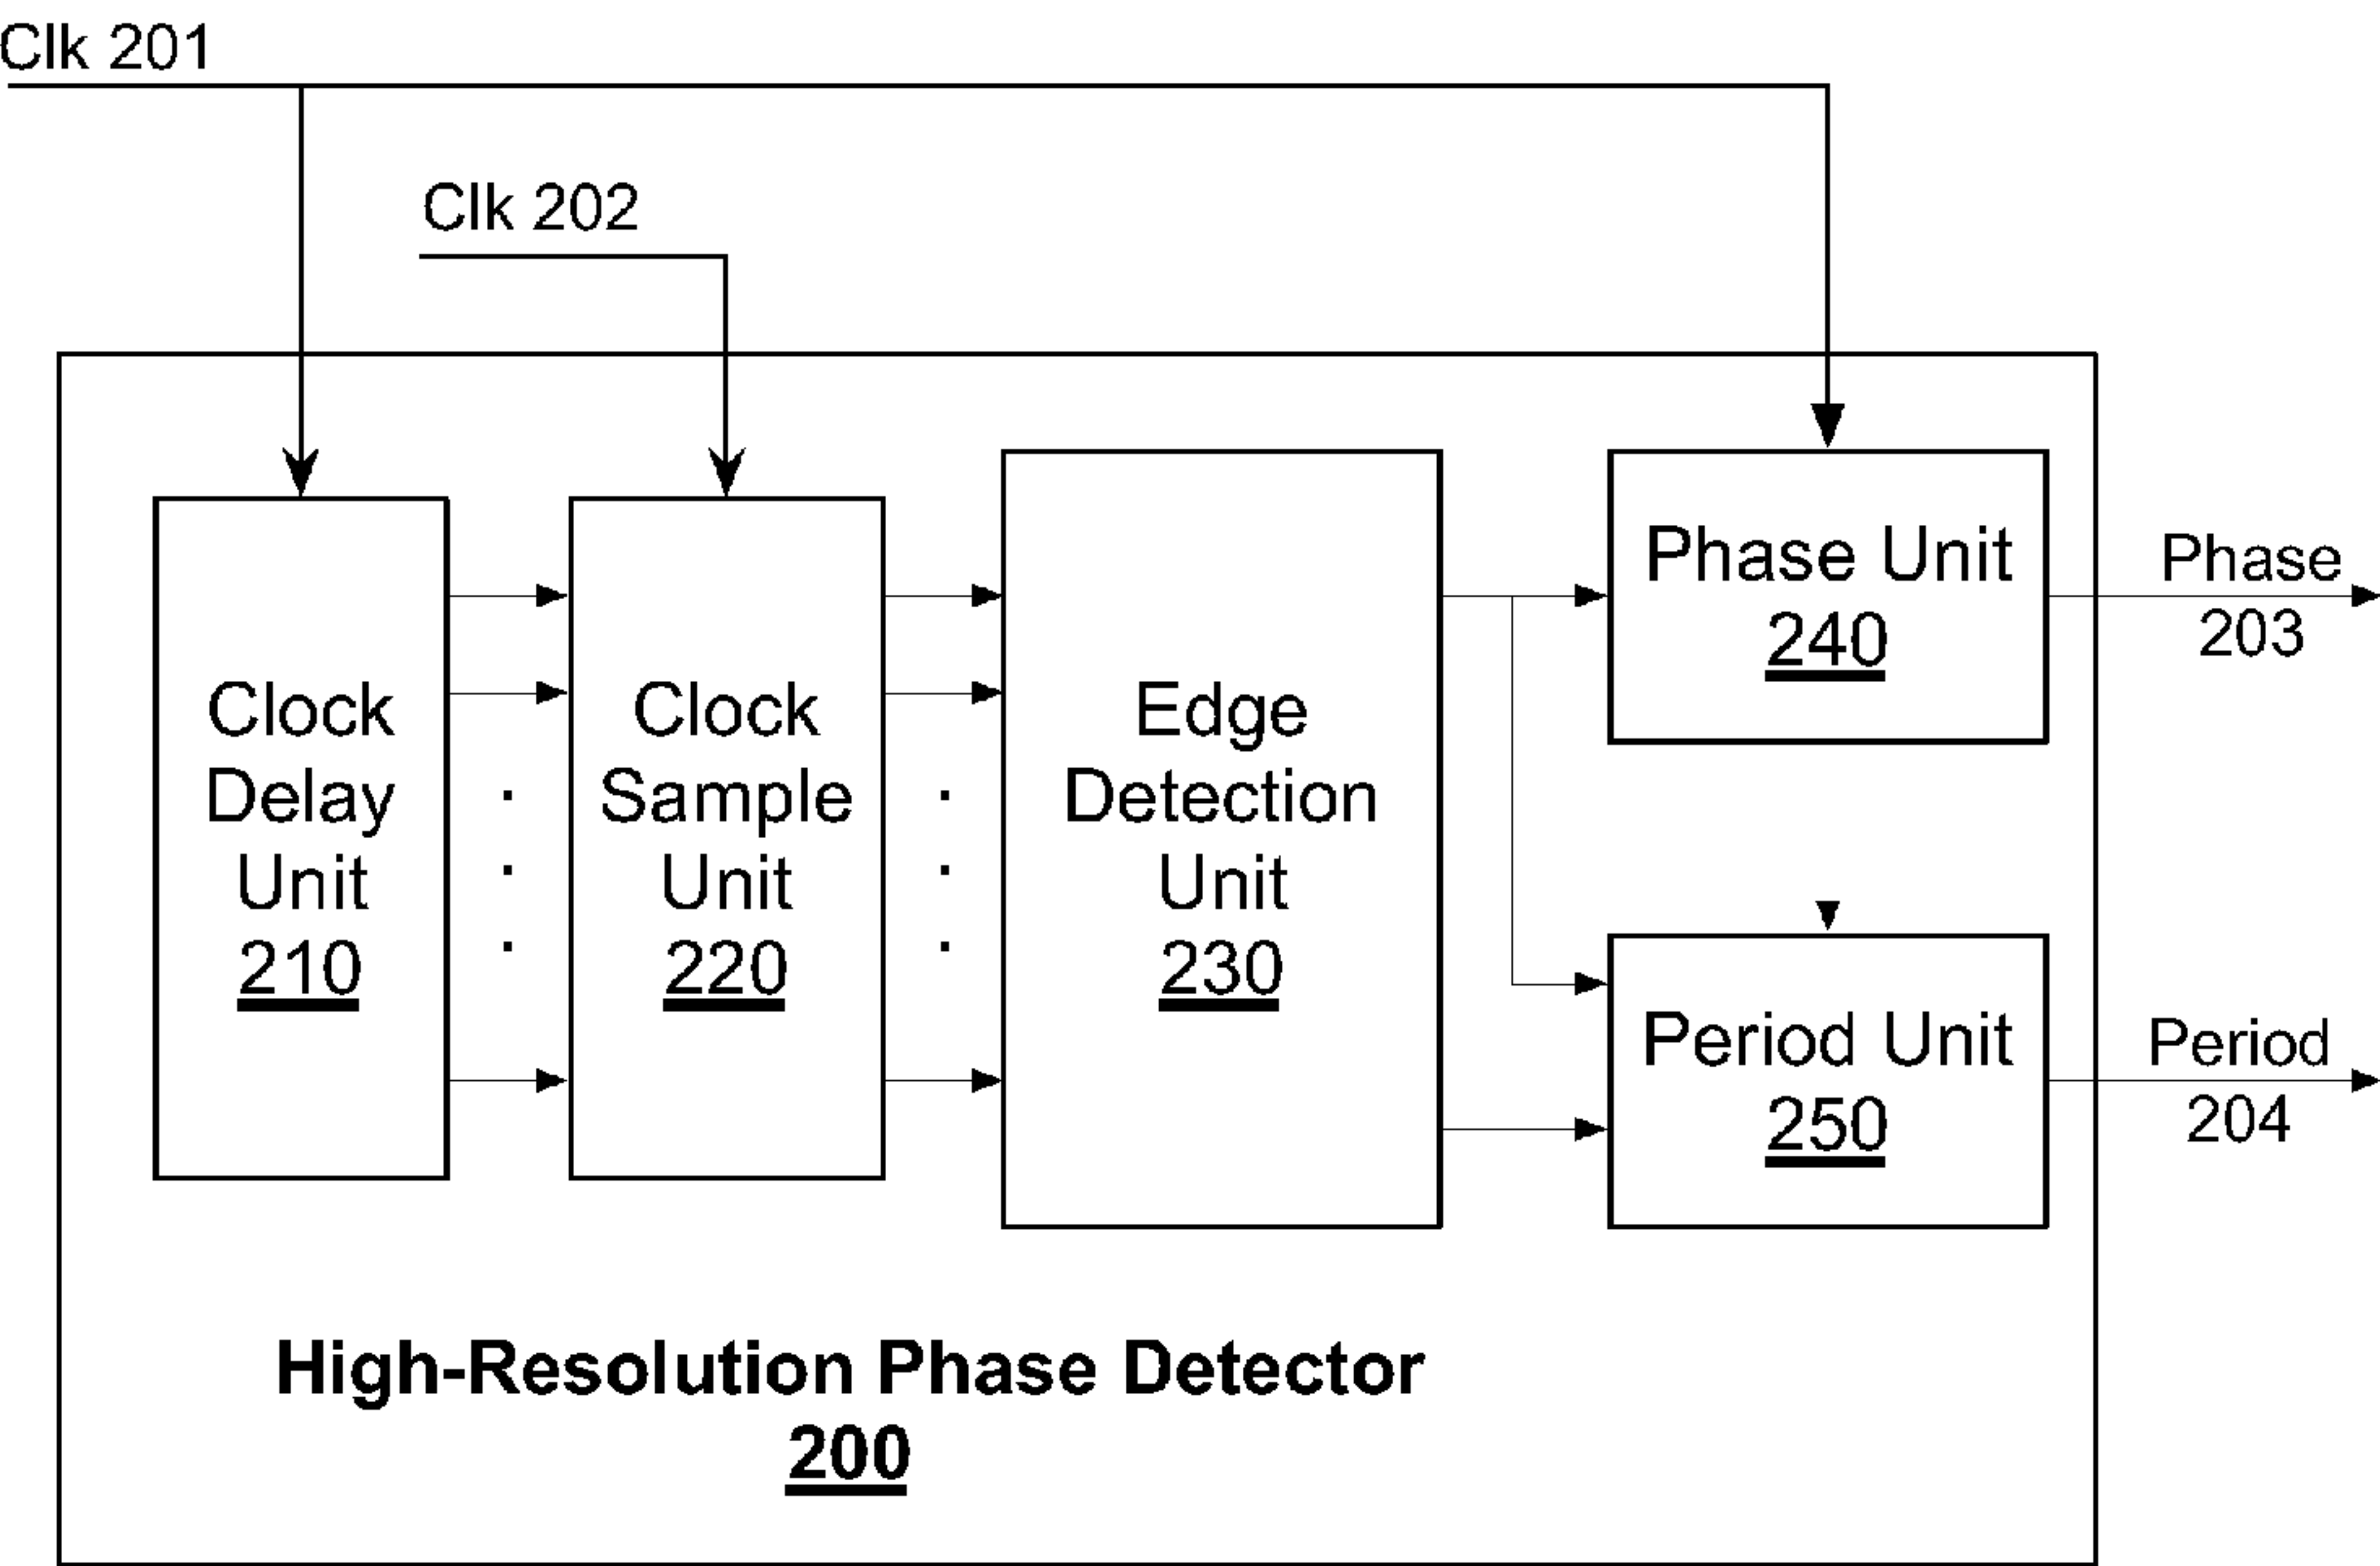 Clk 201
Clk 202
Clock
Delay
Unit
210
Clock
Sample
Unit
220
Edge
Detection
Unit
230
Phase Unit
240
Phase
203
Period Unit
250
Period
204
High-Resolution Phase Detector
200